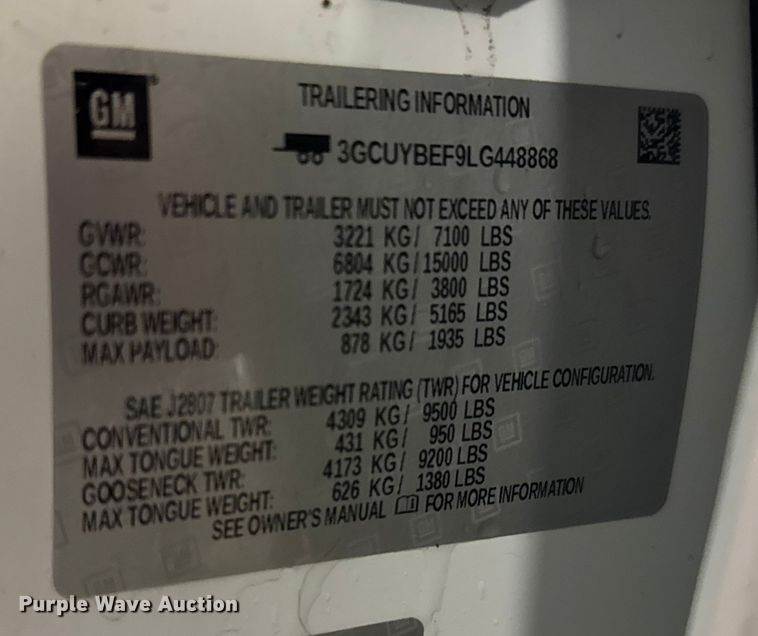 GM
TRAILERING INFORMATION
3GCUYBEF9LG448868
VEHICLE AND TRAILER MUST NOT EXCEED ANY OF THESE VALUES.
GVWR: 3221 KG/ 7100 LBS
GCWR: 6804 KG/15000 LBS
RGAWR: 1724 KG/ 3800 LBS
CURB WEIGHT: 2343 KG/ 5165 LBS
MAX PAYLOAD: 878 KG/ 1935 LBS
SAE J2807 TRAILER WEIGHT RATING (TWR) FOR VEHICLE CONFIGURATION.
CONVENTIONAL TWR: 4309 KG/ 9500 LBS
MAX TONGUE WEIGHT: 431 KG/ 950 LBS
GOOSENECK TWR: 4173 KG/ 9200 LBS
MAX TONGUE WEIGHT: 626 KG/ 1380 LBS
SEE OWNER'S MANUAL FOR MORE INFORMATION
Purple Wave Auction